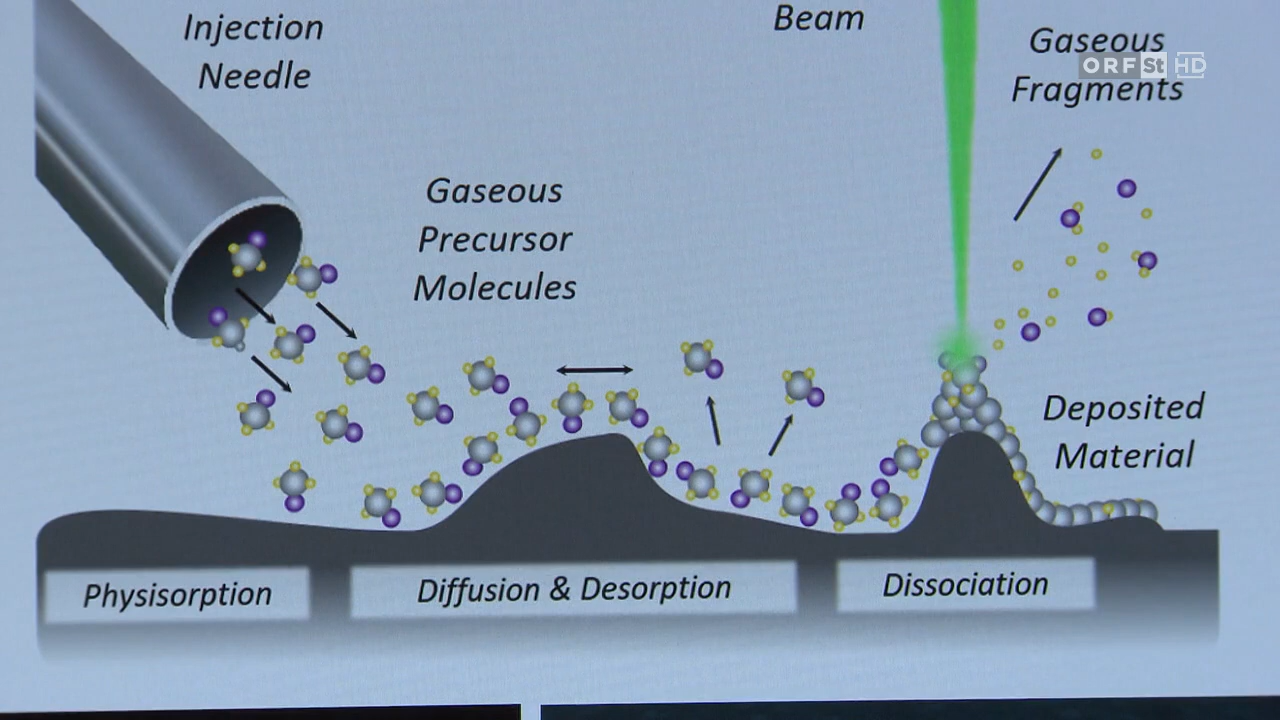 Injection
Needle
Beam
Gaseous
Fragments
ORF St HD
Gaseous
Precursor
Molecules
Deposited
Material
Physisorption
Diffusion & Desorption
Dissociation